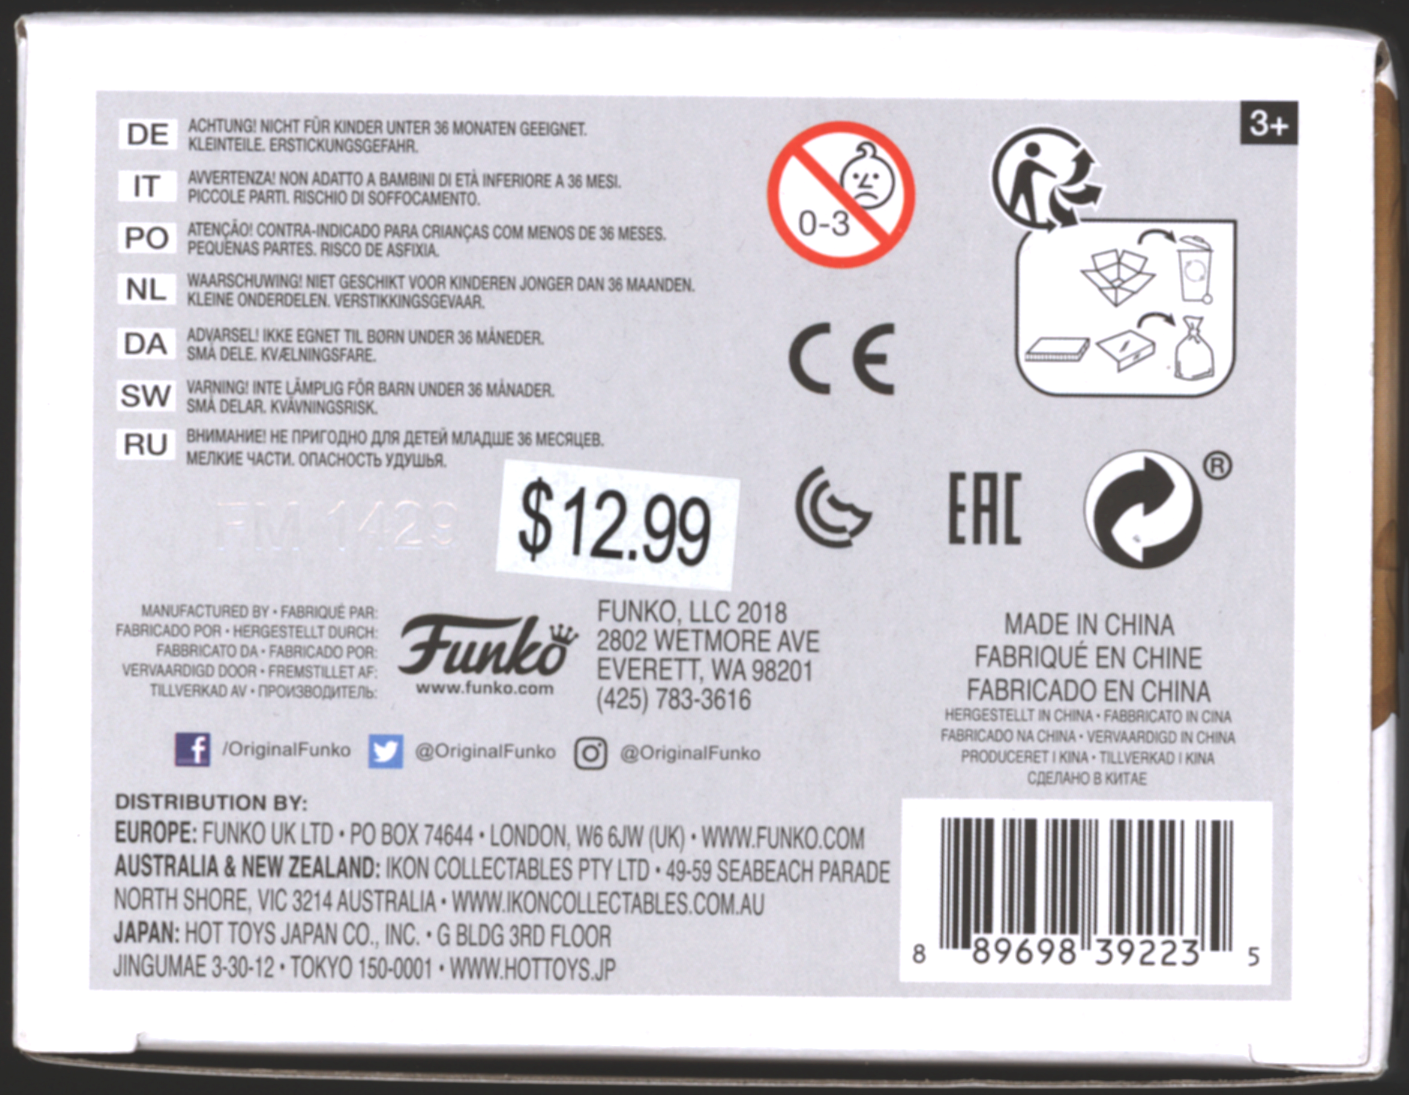 DE ACHTUNG! NICHT FÜR KINDER UNTER 36 MONATEN GEEIGNET.
KLEINTEILE. ERSTICKUNGSGEFAHR.
IT AVVERTENZA! NON ADATTO A BAMBINI DI ETÀ INFERIORE A 36 MESI.
PICCOLE PARTI. RISCHIO DI SOFFOCAMENTO.
PO ATENÇÃO! CONTRA-INDICADO PARA CRIANÇAS COM MENOS DE 36 MESES.
PEQUENAS PARTES. RISCO DE ASFIXIA.
NL WAARSCHUWING! NIET GESCHIKT VOOR KINDEREN JONGER DAN 36 MAANDEN.
KLEINE ONDERDELEN. VERSTIKKINGSGEVAAR.
DA ADVARSEL! IKKE EGNET TIL BØRN UNDER 36 MÅNEDER.
SMÅ DELE. KVÆLNINGSFARE.
SW VARNING! INTE LÄMPLIG FÖR BARN UNDER 36 MÅNADER.
SMÅ DELAR. KVÄVNINGSRISK.
RU ВНИМАНИЕ! НЕ ПРИГОДНО ДЛЯ ДЕТЕЙ МЛАДШЕ 36 МЕСЯЦЕВ.
МЕЛКИЕ ЧАСТИ. ОПАСНОСТЬ УДУШЬЯ.
0-3
3+
CE
EAC
®
FM 1429
$12.99
MANUFACTURED BY • FABRIQUÉ PAR:
FABRICADO POR • HERGESTELLT DURCH:
FABBRICATO DA • FABRICADO POR:
VERVAARDIGD DOOR • FREMSTILLET AF:
TILLVERKAD AV • ПРОИЗВОДИТЕЛЬ:
Funko
www.funko.com
FUNKO, LLC 2018
2802 WETMORE AVE
EVERETT, WA 98201
(425) 783-3616
MADE IN CHINA
FABRIQUÉ EN CHINE
FABRICADO EN CHINA
HERGESTELLT IN CHINA • FABBRICATO IN CINA
FABRICADO NA CHINA • VERVAARDIGD IN CHINA
PRODUCERET I KINA • TILLVERKAD I KINA
СДЕЛАНО В КИТАЕ
f /OriginalFunko @OriginalFunko @OriginalFunko
DISTRIBUTION BY:
EUROPE: FUNKO UK LTD • PO BOX 74644 • LONDON, W6 6JW (UK) • WWW.FUNKO.COM
AUSTRALIA & NEW ZEALAND: IKON COLLECTABLES PTY LTD • 49-59 SEABEACH PARADE
NORTH SHORE, VIC 3214 AUSTRALIA • WWW.IKONCOLLECTABLES.COM.AU
JAPAN: HOT TOYS JAPAN CO., INC. • G BLDG 3RD FLOOR
JINGUMAE 3-30-12 • TOKYO 150-0001 • WWW.HOTTOYS.JP
8 89698 39223 5